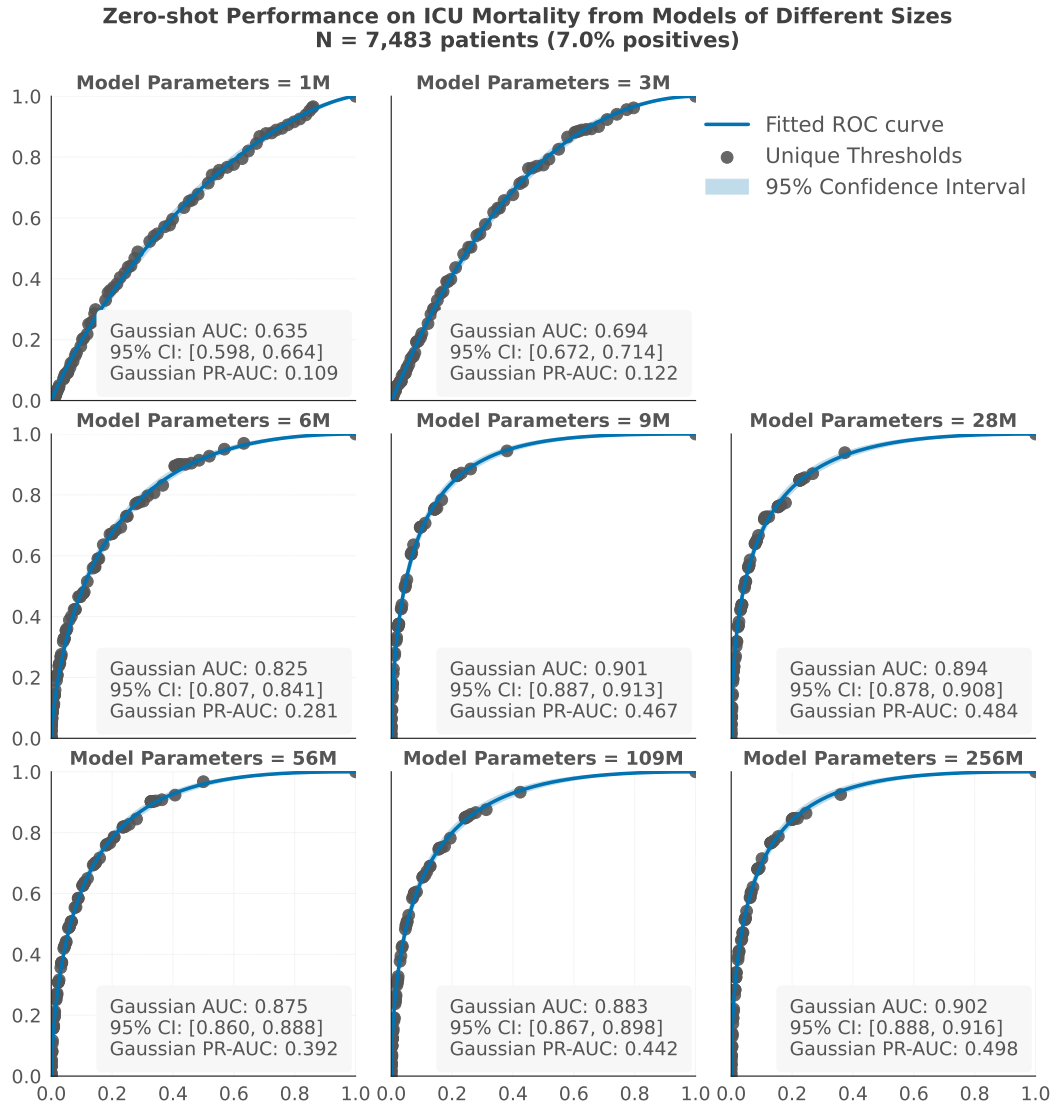 Zero-shot Performance on ICU Mortality from Models of Different Sizes
N = 7,483 patients (7.0% positives)
Model Parameters = 1M
1.0
0.8
0.6
0.4
0.2
0.0
Gaussian AUC: 0.635
95% CI: [0.598, 0.664]
Gaussian PR-AUC: 0.109
Model Parameters = 3M
Gaussian AUC: 0.694
95% CI: [0.672, 0.714]
Gaussian PR-AUC: 0.122
Fitted ROC curve
Unique Thresholds
95% Confidence Interval
Model Parameters = 6M
1.0
0.8
0.6
0.4
0.2
0.0
Gaussian AUC: 0.825
95% CI: [0.807, 0.841]
Gaussian PR-AUC: 0.281
Model Parameters = 9M
Gaussian AUC: 0.901
95% CI: [0.887, 0.913]
Gaussian PR-AUC: 0.467
Model Parameters = 28M
Gaussian AUC: 0.894
95% CI: [0.878, 0.908]
Gaussian PR-AUC: 0.484
Model Parameters = 56M
1.0
0.8
0.6
0.4
0.2
0.0
Gaussian AUC: 0.875
95% CI: [0.860, 0.888]
Gaussian PR-AUC: 0.392
0.0 0.2 0.4 0.6 0.8 1.0
Model Parameters = 109M
Gaussian AUC: 0.883
95% CI: [0.867, 0.898]
Gaussian PR-AUC: 0.442
0.0 0.2 0.4 0.6 0.8 1.0
Model Parameters = 256M
Gaussian AUC: 0.902
95% CI: [0.888, 0.916]
Gaussian PR-AUC: 0.498
0.0 0.2 0.4 0.6 0.8 1.0